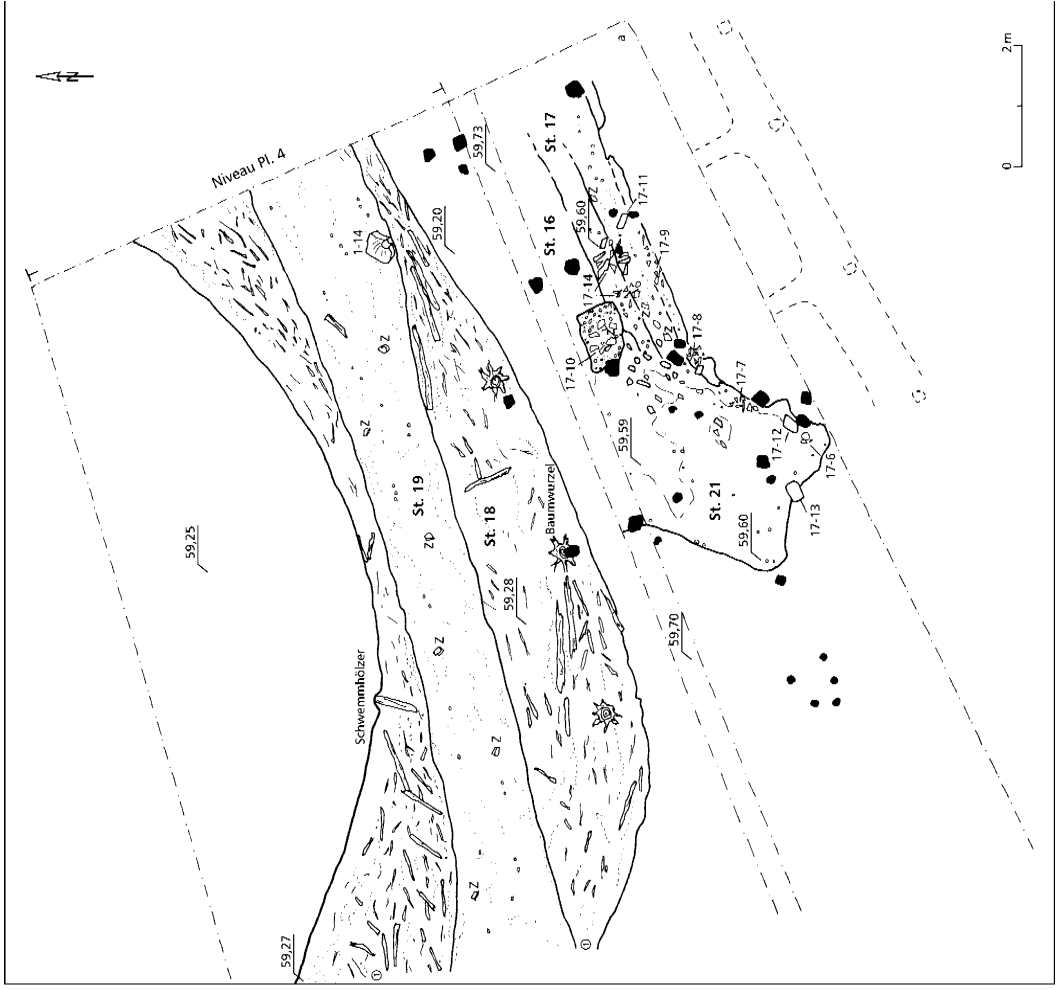 N
Niveau Pl. 4
a
2 m
0
59,73
St. 17
1-14
59,20
St. 16
59,60
Z
17-11
17-9
17-14
Z
17-8
Z
17-10
17-7
59,25
Z
Z
St. 19
Z
St. 18
59,59
17-12
17-6
Baumwurzel
St. 21
59,60
17-13
59,28
59,70
Z
Schwemmhölzer
Z
Z
59,27
1
1